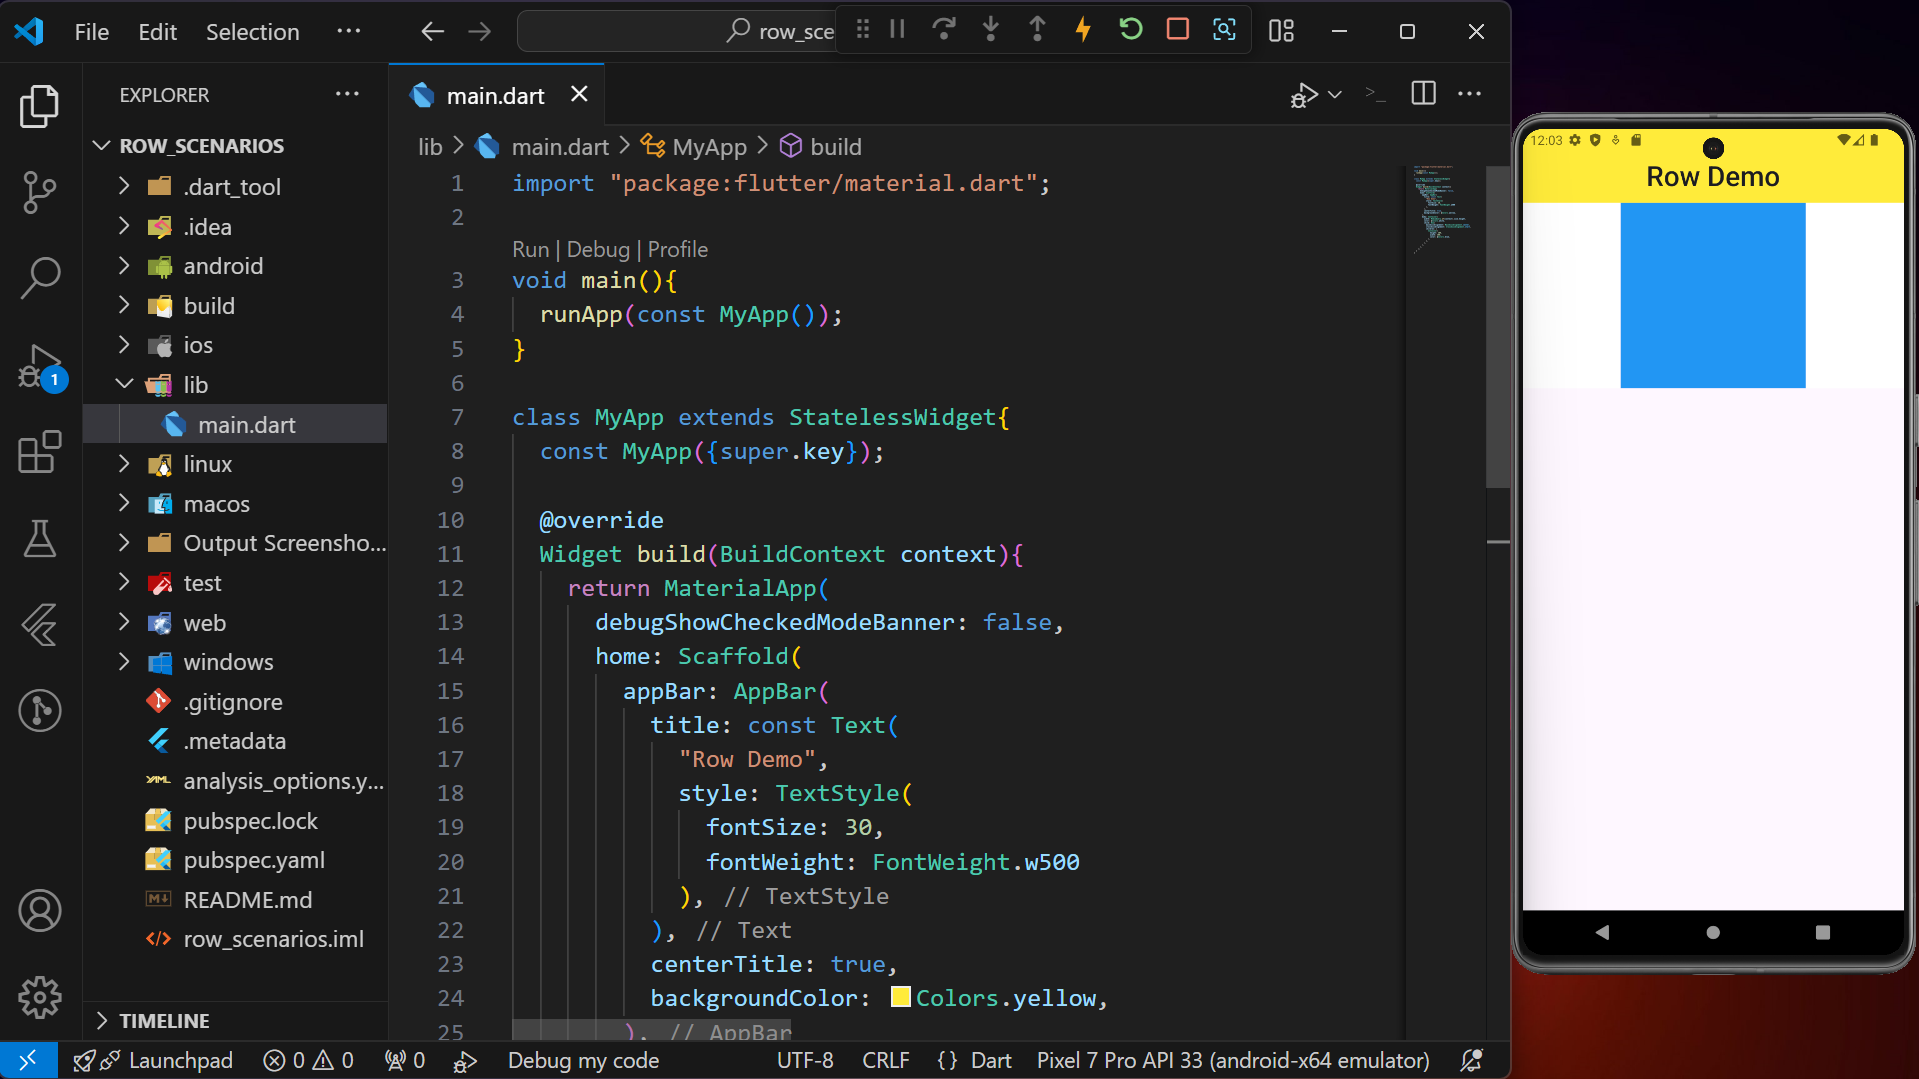 File Edit Selection ···
row_sce
EXPLORER ···
ROW_SCENARIOS
.dart_tool
.idea
android
build
ios
lib
main.dart
linux
macos
Output Screensho...
test
web
windows
.gitignore
.metadata
analysis_options.y...
pubspec.lock
pubspec.yaml
README.md
row_scenarios.iml
TIMELINE
1
main.dart
lib > main.dart > MyApp > build
1 import "package:flutter/material.dart";
2
Run | Debug | Profile
3 void main(){
4 runApp(const MyApp());
5 }
6
7 class MyApp extends StatelessWidget{
8 const MyApp({super.key});
9
10 @override
11 Widget build(BuildContext context){
12 return MaterialApp(
13 debugShowCheckedModeBanner: false,
14 home: Scaffold(
15 appBar: AppBar(
16 title: const Text(
17 "Row Demo",
18 style: TextStyle(
19 fontSize: 30,
20 fontWeight: FontWeight.w500
21 ), // TextStyle
22 ), // Text
23 centerTitle: true,
24 backgroundColor: Colors.yellow,
25 ), // AppBar
Launchpad 0 0 0 Debug my code UTF-8 CRLF {} Dart Pixel 7 Pro API 33 (android-x64 emulator)
12:03
Row Demo